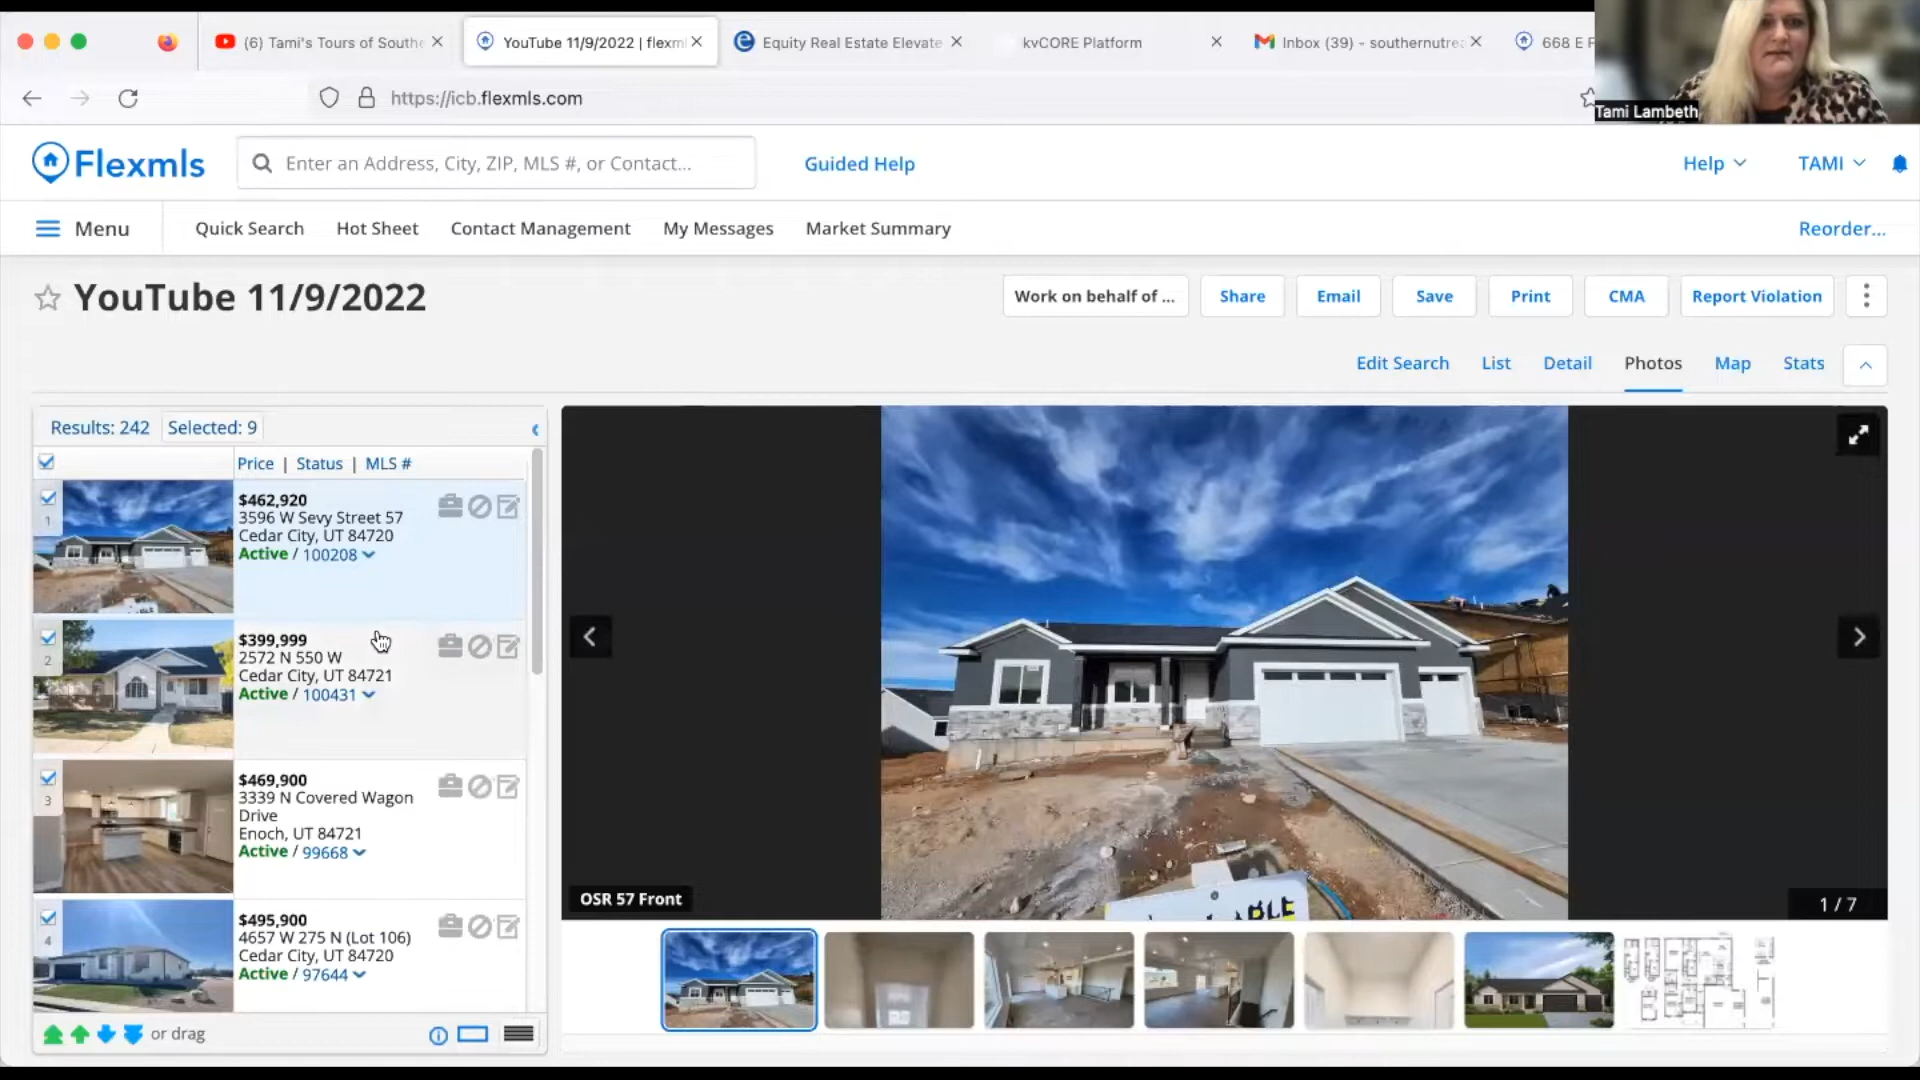 (6) Tami's Tours of Southe
YouTube 11/9/2022 | flexml
Equity Real Estate Elevate
kvCORE Platform
Inbox (39) - southernutrea
668 E F
https://icb.flexmls.com
Tami Lambeth
Flexmls
Enter an Address, City, ZIP, MLS #, or Contact...
Guided Help
Help
TAMI
Menu
Quick Search
Hot Sheet
Contact Management
My Messages
Market Summary
Reorder...
YouTube 11/9/2022
Work on behalf of ...
Share
Email
Save
Print
CMA
Report Violation
Edit Search
List
Detail
Photos
Map
Stats
Results: 242
Selected: 9
Price | Status | MLS #
1
$462,920
3596 W Sevy Street 57
Cedar City, UT 84720
Active / 100208
2
$399,999
2572 N 550 W
Cedar City, UT 84721
Active / 100431
3
$469,900
3339 N Covered Wagon
Drive
Enoch, UT 84721
Active / 99668
4
$495,900
4657 W 275 N (Lot 106)
Cedar City, UT 84720
Active / 97644
or drag
OSR 57 Front
1 / 7